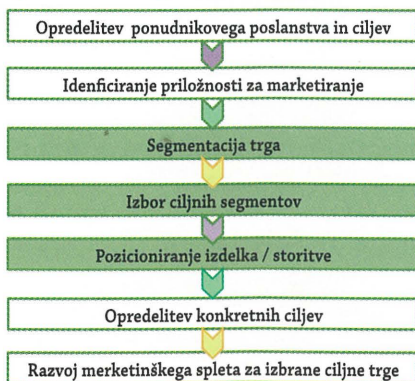 Opredelitev ponudnikovega poslanstva in ciljev
Idenficiranje priložnosti za marketiranje
Segmentacija trga
Izbor ciljnih segmentov
Pozicioniranje izdelka / storitve
Opredelitev konkretnih ciljev
Razvoj merketinškega spleta za izbrane ciljne trge